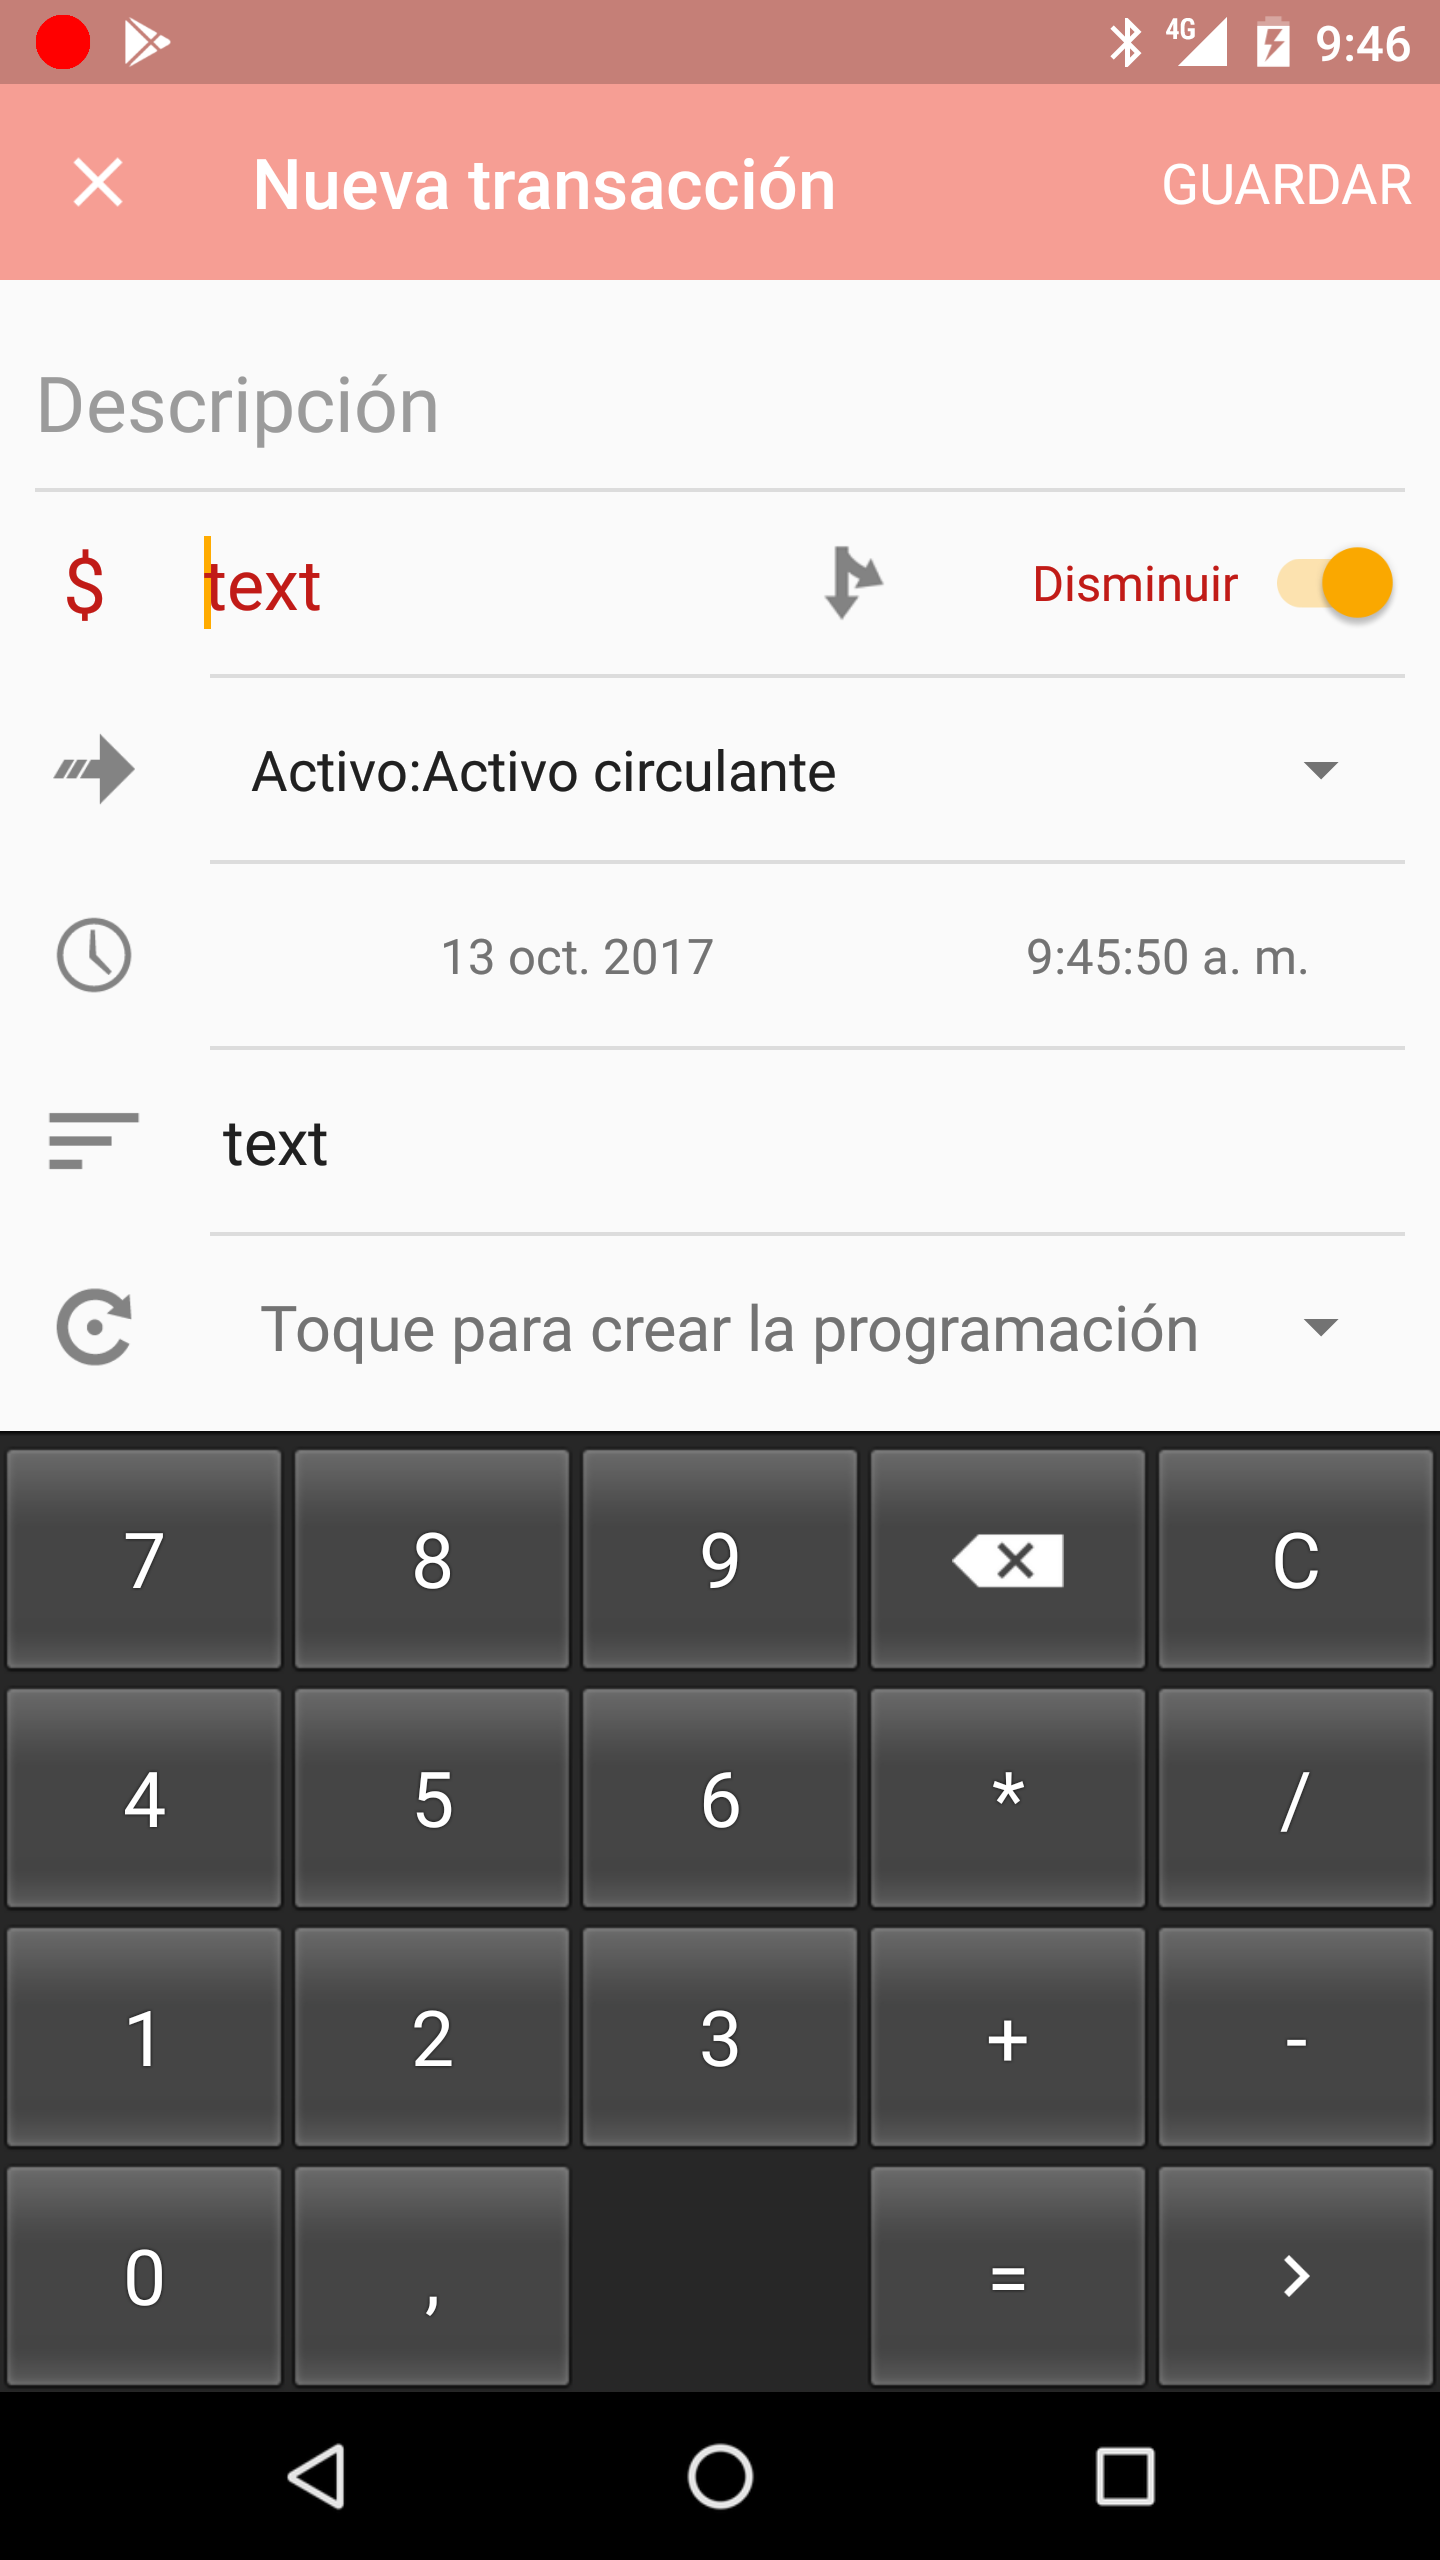 4G 9:46
Nueva transacción GUARDAR
Descripción
$ text Disminuir
Activo:Activo circulante
13 oct. 2017 9:45:50 a. m.
text
Toque para crear la programación
7 8 9 C
4 5 6 * /
1 2 3 + -
0 , =